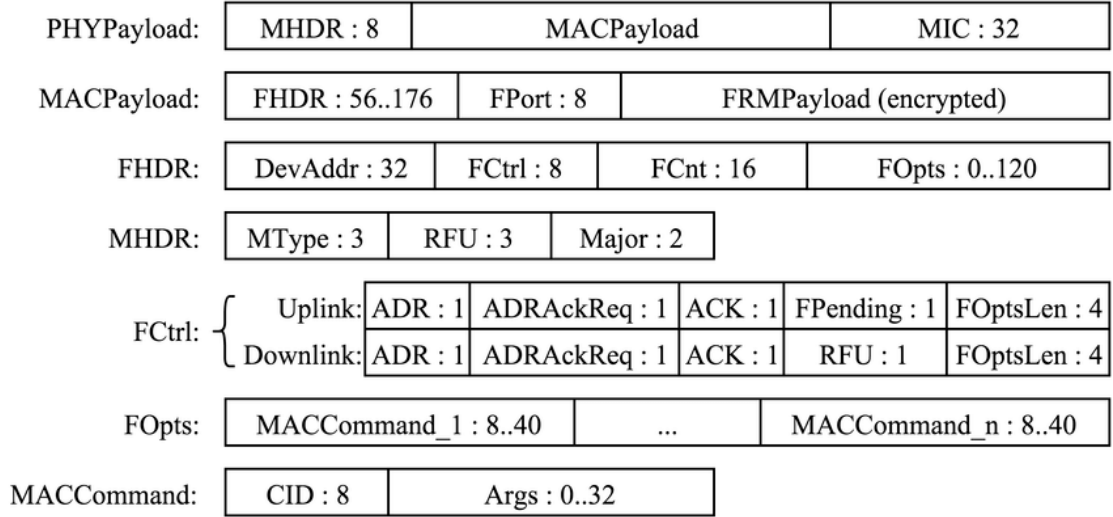 PHYPayload: MHDR : 8 MACPayload MIC : 32
MACPayload: FHDR : 56..176 FPort : 8 FRMPayload (encrypted)
FHDR: DevAddr : 32 FCtrl : 8 FCnt : 16 FOpts : 0..120
MHDR: MType : 3 RFU : 3 Major : 2
FCtrl:
Uplink: ADR : 1 ADRAckReq : 1 ACK : 1 FPending : 1 FOptsLen : 4
Downlink: ADR : 1 ADRAckReq : 1 ACK : 1 RFU : 1 FOptsLen : 4
FOpts: MACCommand_1 : 8..40 ... MACCommand_n : 8..40
MACCommand: CID : 8 Args : 0..32